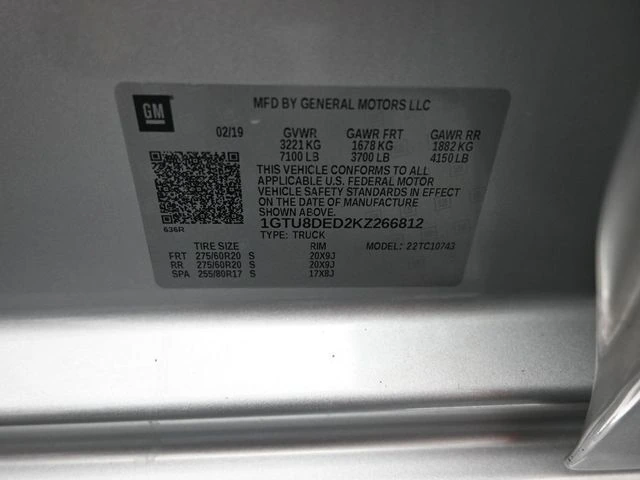 GM
MFD BY GENERAL MOTORS LLC
02/19 GVWR GAWR FRT GAWR RR
3221 KG 1678 KG 1882 KG
7100 LB 3700 LB 4150 LB
THIS VEHICLE CONFORMS TO ALL
APPLICABLE U.S. FEDERAL MOTOR
VEHICLE SAFETY STANDARDS IN EFFECT
ON THE DATE OF MANUFACTURE
SHOWN ABOVE.
636R
1GTU8DED2KZ266812
TYPE: TRUCK
TIRE SIZE RIM MODEL: 22TC10743
FRT 275/60R20 S 20X9J
RR 275/60R20 S 20X9J
SPA 255/80R17 S 17X8J